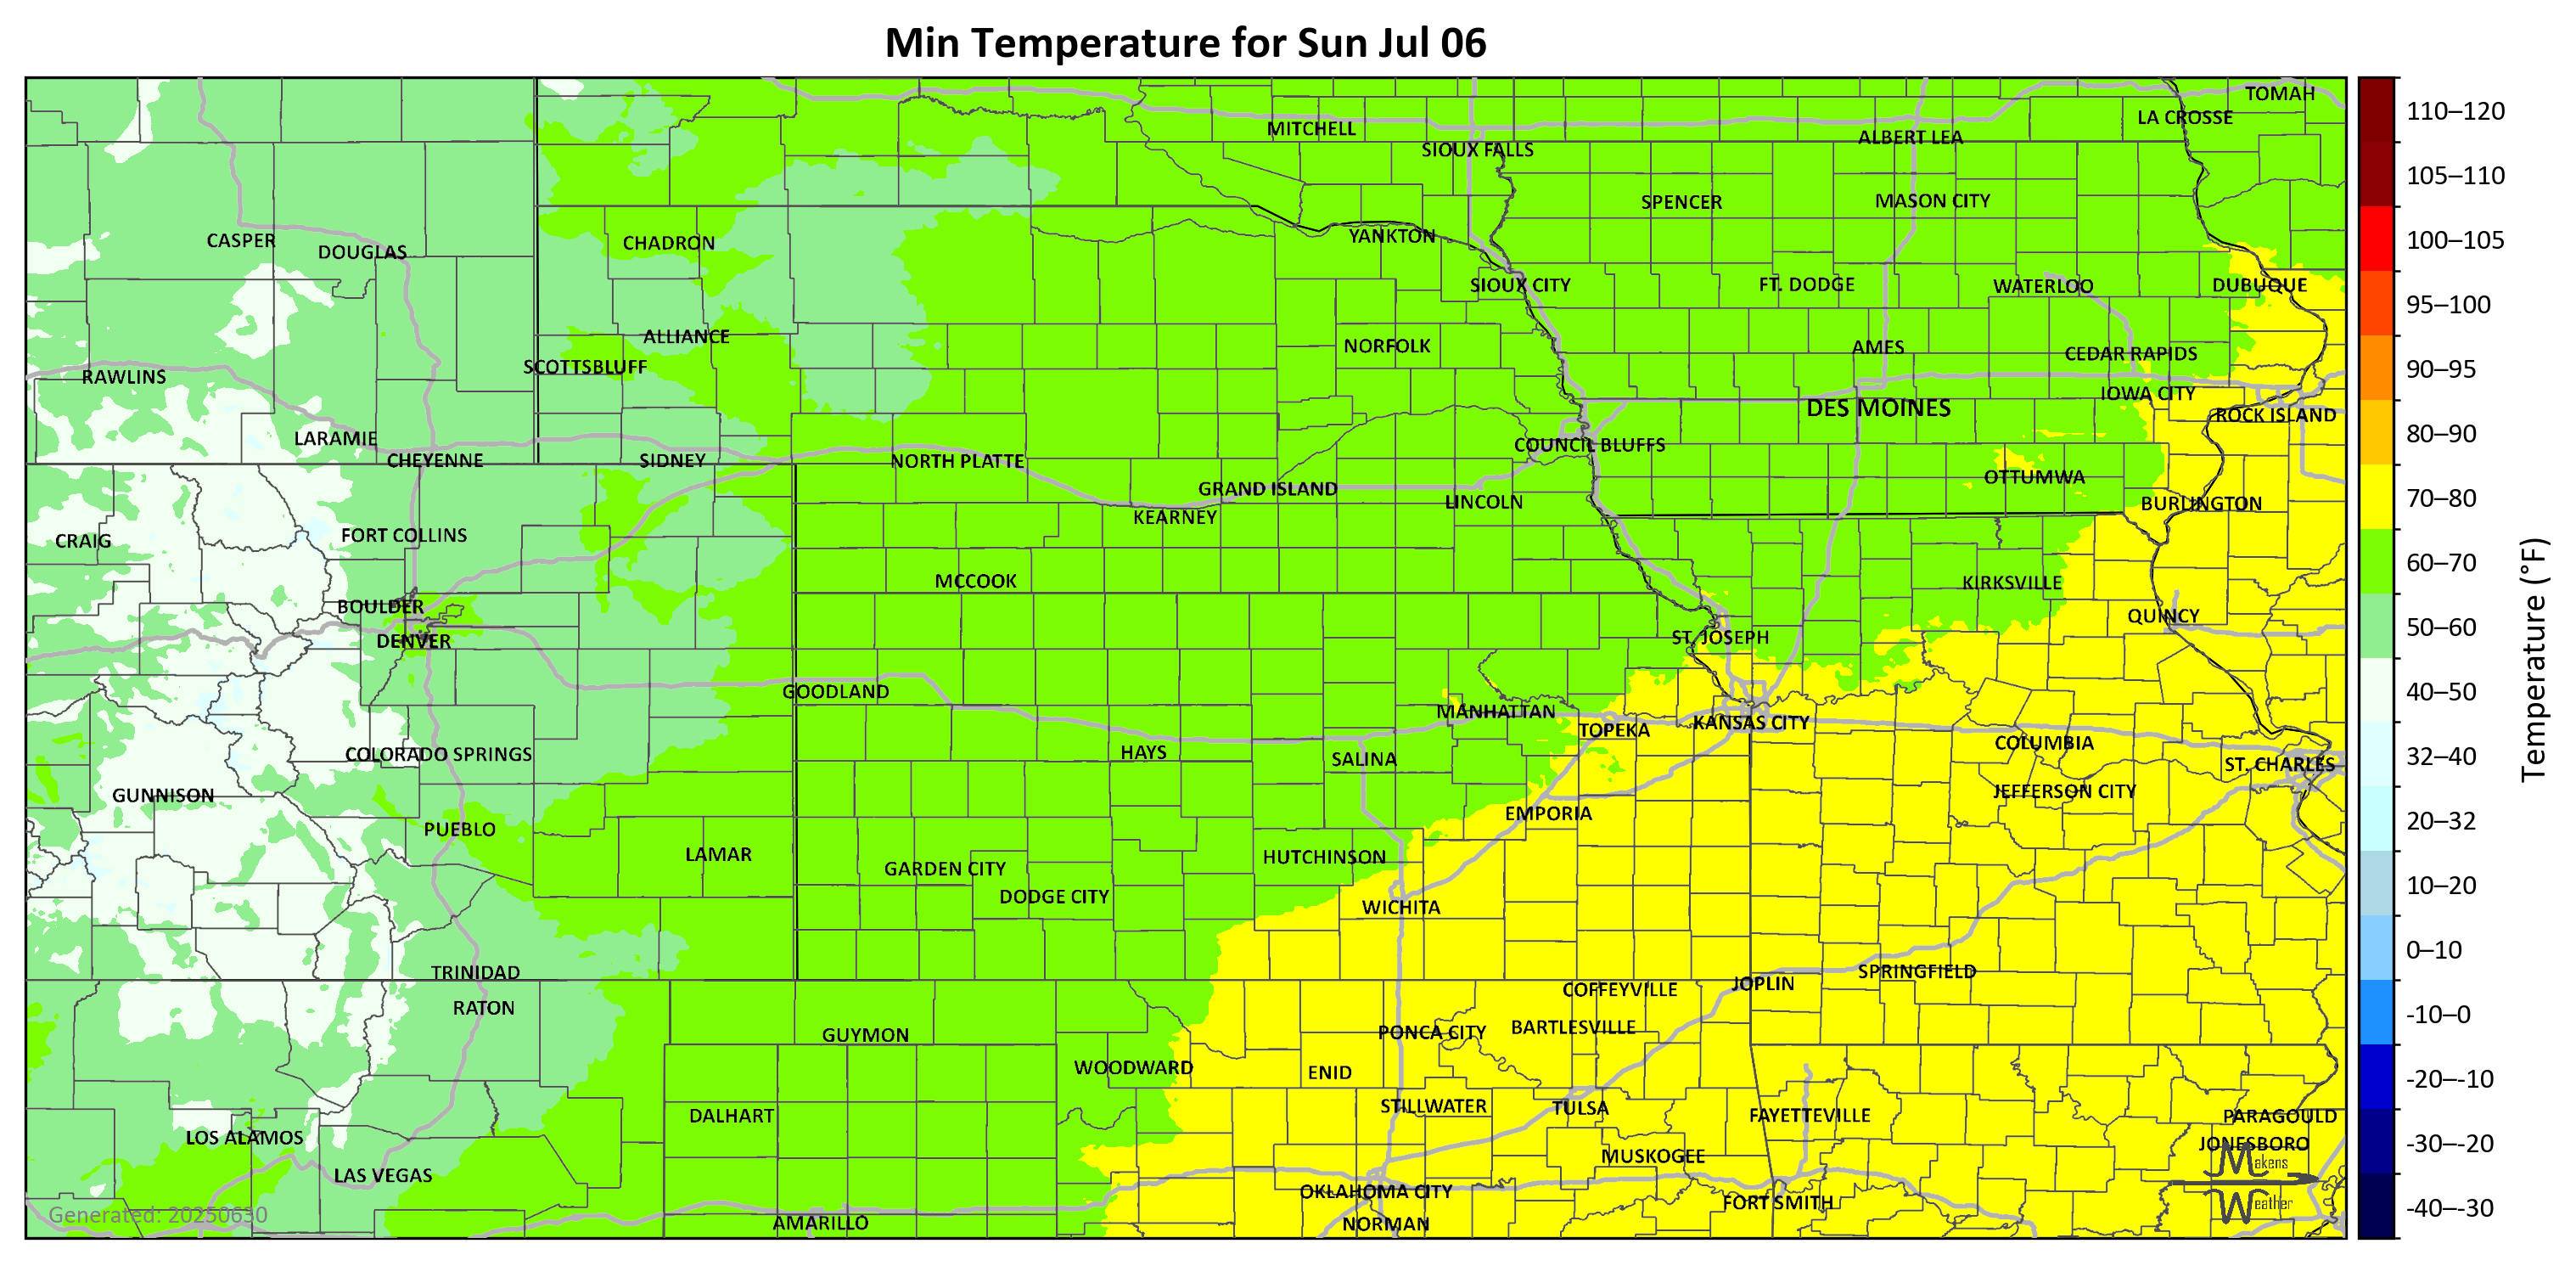 Min Temperature for Sun Jul 06
TOMAH
LA CROSSE
MITCHELL
ALBERT LEA
SIOUX FALLS
SPENCER
MASON CITY
CASPER
DOUGLAS
CHADRON
YANKTON
SIOUX CITY
FT. DODGE
WATERLOO
DUBUQUE
ALLIANCE
NORFOLK
AMES
CEDAR RAPIDS
SCOTTSBLUFF
RAWLINS
IOWA CITY
DES MOINES
ROCK ISLAND
LARAMIE
COUNCIL BLUFFS
CHEYENNE
SIDNEY
NORTH PLATTE
OTTUMWA
GRAND ISLAND
LINCOLN
BURLINGTON
KEARNEY
CRAIG
FORT COLLINS
MCCOOK
KIRKSVILLE
BOULDER
QUINCY
DENVER
ST. JOSEPH
GOODLAND
MANHATTAN
TOPEKA
KANSAS CITY
COLUMBIA
COLORADO SPRINGS
HAYS
SALINA
ST. CHARLES
GUNNISON
JEFFERSON CITY
EMPORIA
PUEBLO
LAMAR
HUTCHINSON
GARDEN CITY
DODGE CITY
WICHITA
TRINIDAD
SPRINGFIELD
JOPLIN
COFFEYVILLE
RATON
GUYMON
PONCA CITY
BARTLESVILLE
WOODWARD
ENID
DALHART
STILLWATER
TULSA
FAYETTEVILLE
PARAGOULD
LOS ALAMOS
JONESBORO
MUSKOGEE
LAS VEGAS
OKLAHOMA CITY
FORT SMITH
AMARILLO
NORMAN
Generated: 20250630
Makens
Weather
110–120
105–110
100–105
95–100
90–95
80–90
70–80
60–70
50–60
40–50
32–40
20–32
10–20
0–10
-10–0
-20–-10
-30–-20
-40–-30
Temperature (°F)